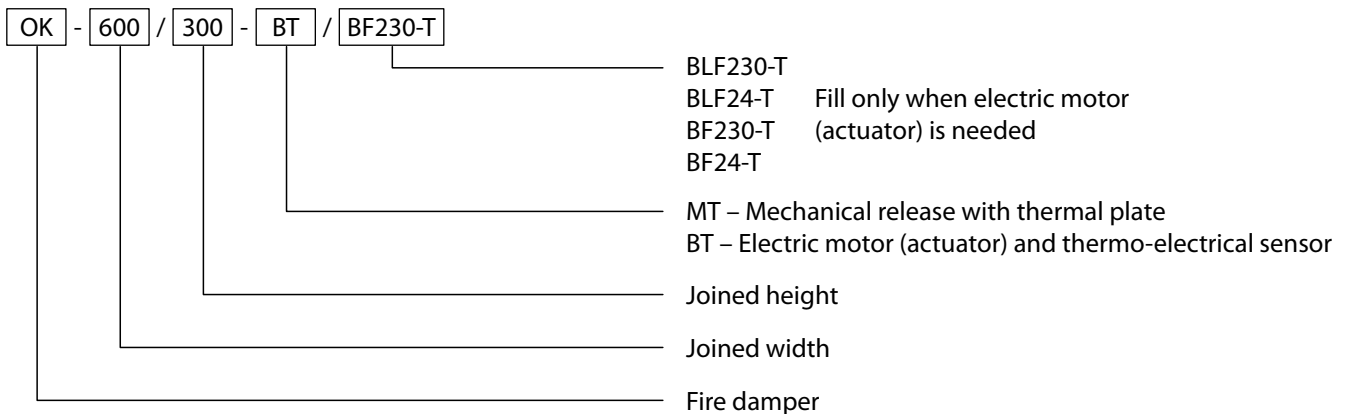 OK - 600 / 300 - BT / BF230-T
BLF230-T
BLF24-T Fill only when electric motor
BF230-T (actuator) is needed
BF24-T
MT – Mechanical release with thermal plate
BT – Electric motor (actuator) and thermo-electrical sensor
Joined height
Joined width
Fire damper